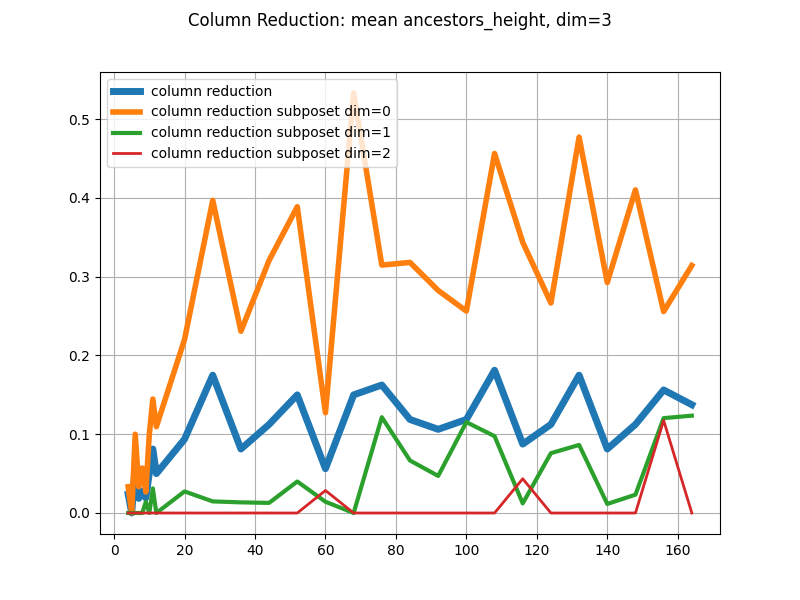 Column Reduction: mean ancestors_height, dim=3
column reduction
column reduction subposet dim=0
column reduction subposet dim=1
column reduction subposet dim=2
0.5
0.4
0.3
0.2
0.1
0.0
0 20 40 60 80 100 120 140 160